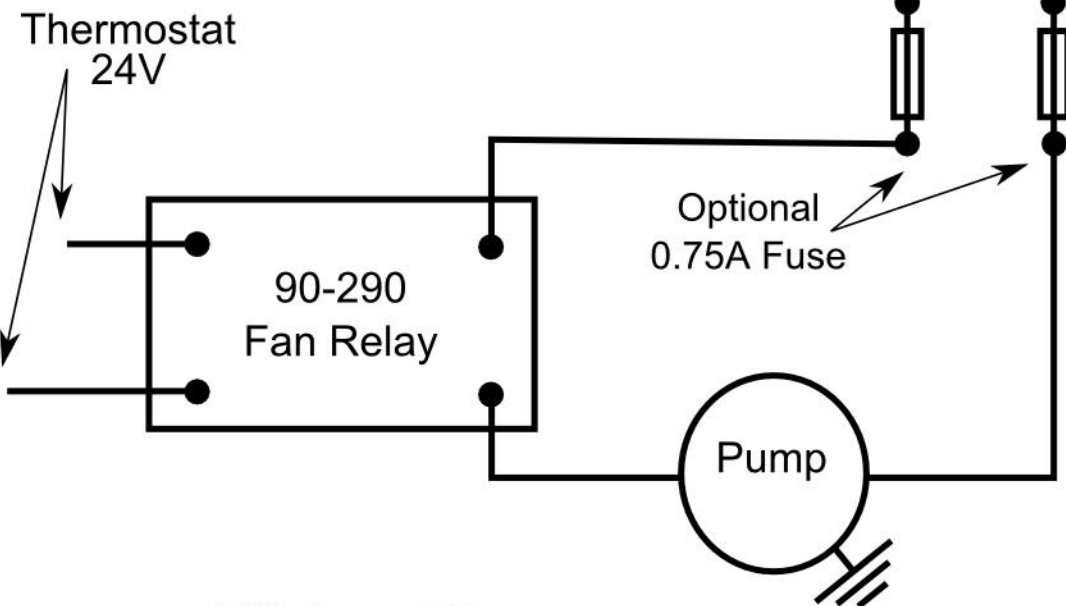 Thermostat
24V
Optional
0.75A Fuse
90-290
Fan Relay
Pump